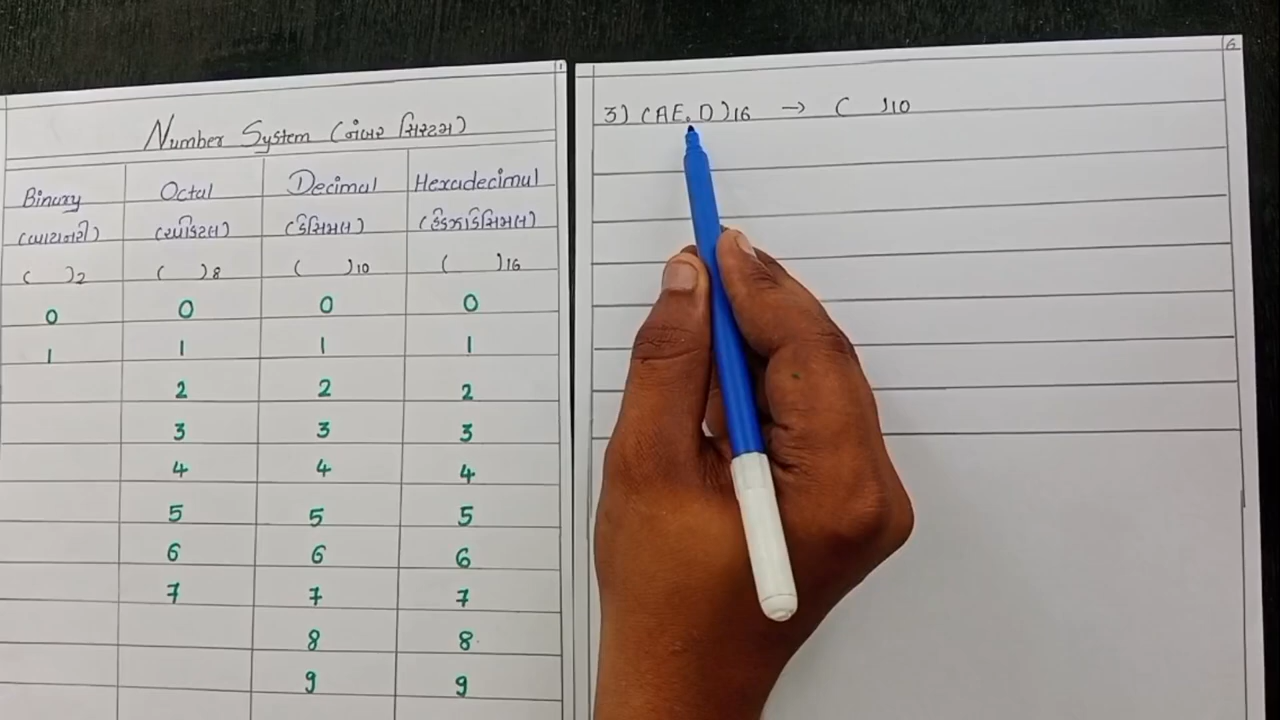 1
Number System (નંબર સિસ્ટમ)
Binary Octal Decimal Hexadecimal
(બાયનરી) (ઓક્ટલ) (ડેસિમલ) (હેક્ઝાડેસિમલ)
( )2 ( )8 ( )10 ( )16
0 0 0 0
1 1 1 1
2 2 2
3 3 3
4 4 4
5 5 5
6 6 6
7 7 7
8 8
9 9
6
3) (AE.D)16 → ( )10